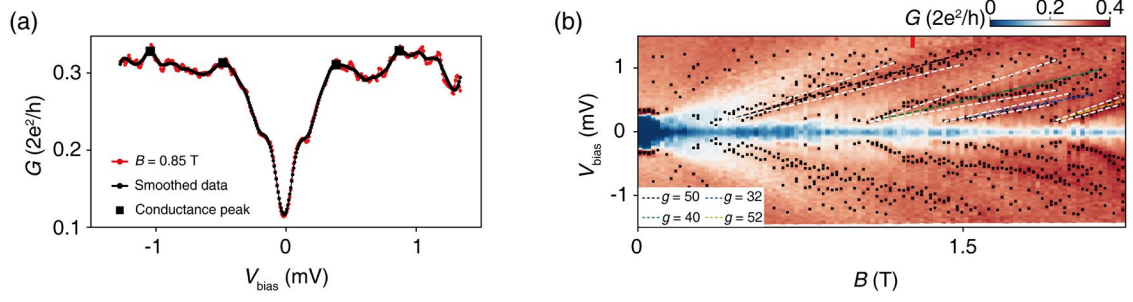 (a)
G (2e²/h)
0.3
0.2
0.1
B = 0.85 T
Smoothed data
Conductance peak
-1
0
1
V_bias (mV)
(b)
G (2e²/h)
0
0.2
0.4
V_bias (mV)
1
0
-1
g = 50
g = 32
g = 40
g = 52
0
1.5
B (T)